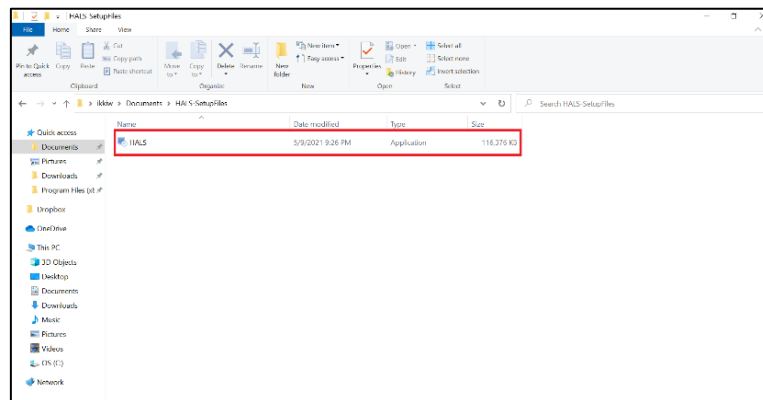 HALS-SetupFiles
File Home Share View
Pin to Quick access
Copy
Paste
Cut
Copy path
Paste shortcut
Move to
Copy to
Delete
Rename
New folder
New item
Easy access
Properties
Open
Edit
History
Select all
Select none
Invert selection
Clipboard Organize New Open Select
> Documents > HALS-SetupFiles
Search HALS-SetupFiles
Name Date modified Type Size
HALS 5/9/2021 9:26 PM Application 116,376 KB
Quick access
Documents
Pictures
Downloads
Program Files
Dropbox
OneDrive
This PC
3D Objects
Desktop
Documents
Downloads
Music
Pictures
Videos
OS (C:)
Network